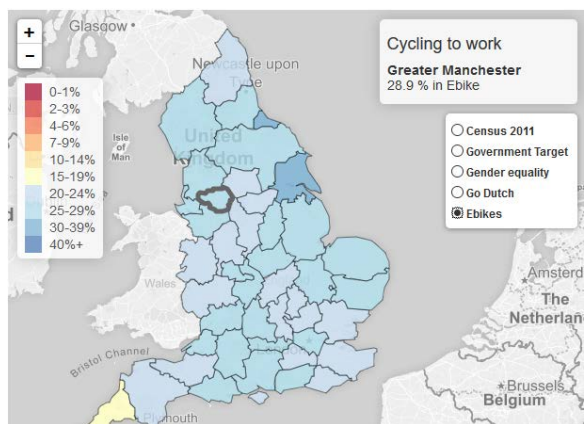 Glasgow
+
−
Newcastle upon
Tyne
0-1%
2-3%
4-6%
7-9%
10-14%
15-19%
20-24%
25-29%
30-39%
40%+
Isle
of
Man
United
Kingdom
Wales
Bristol Channel
London
Plymouth
Cycling to work
Greater Manchester
28.9 % in Ebike
Census 2011
Government Target
Gender equality
Go Dutch
Ebikes
Amsterd
The
Netherlan
Brussels
Belgium